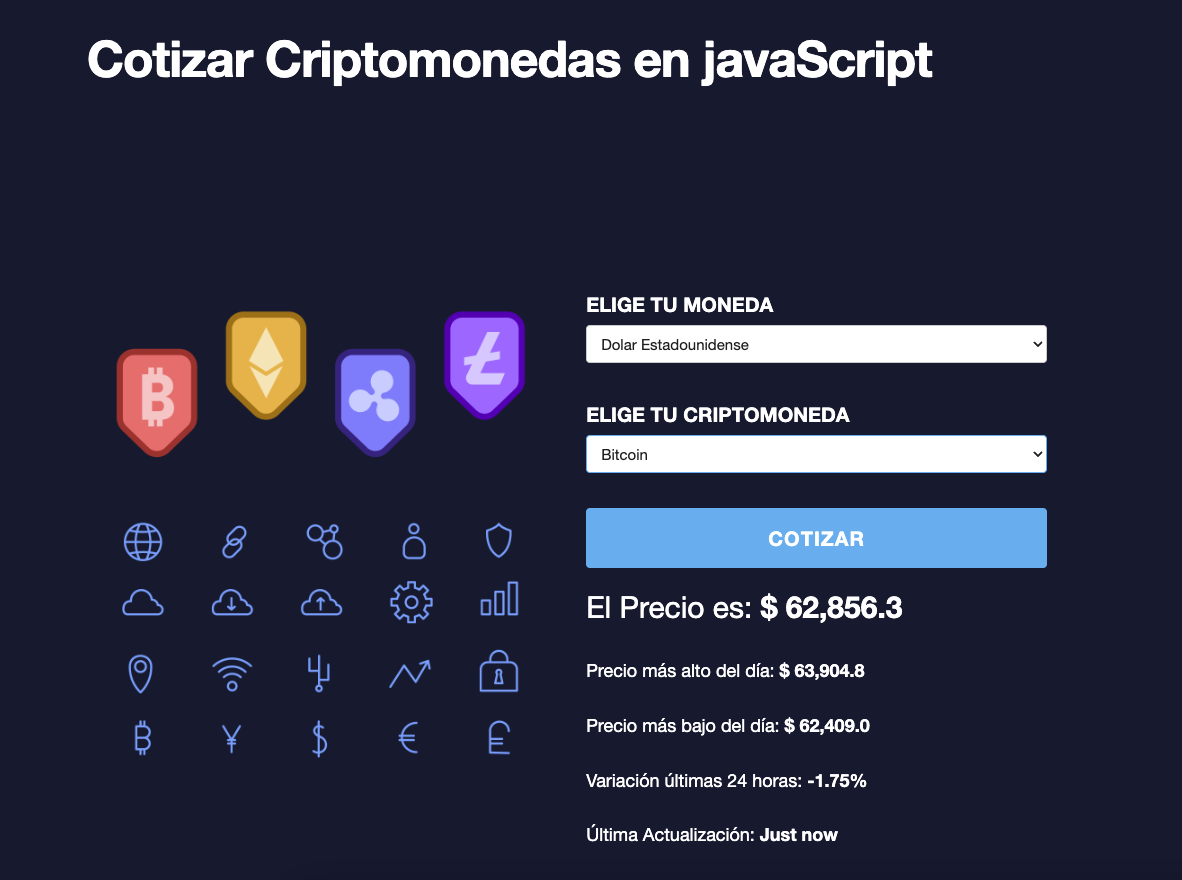 Cotizar Criptomonedas en javaScript
ELIGE TU MONEDA
Dolar Estadounidense
ELIGE TU CRIPTOMONEDA
Bitcoin
COTIZAR
El Precio es: $ 62,856.3
Precio más alto del día: $ 63,904.8
Precio más bajo del día: $ 62,409.0
Variación últimas 24 horas: -1.75%
Última Actualización: Just now